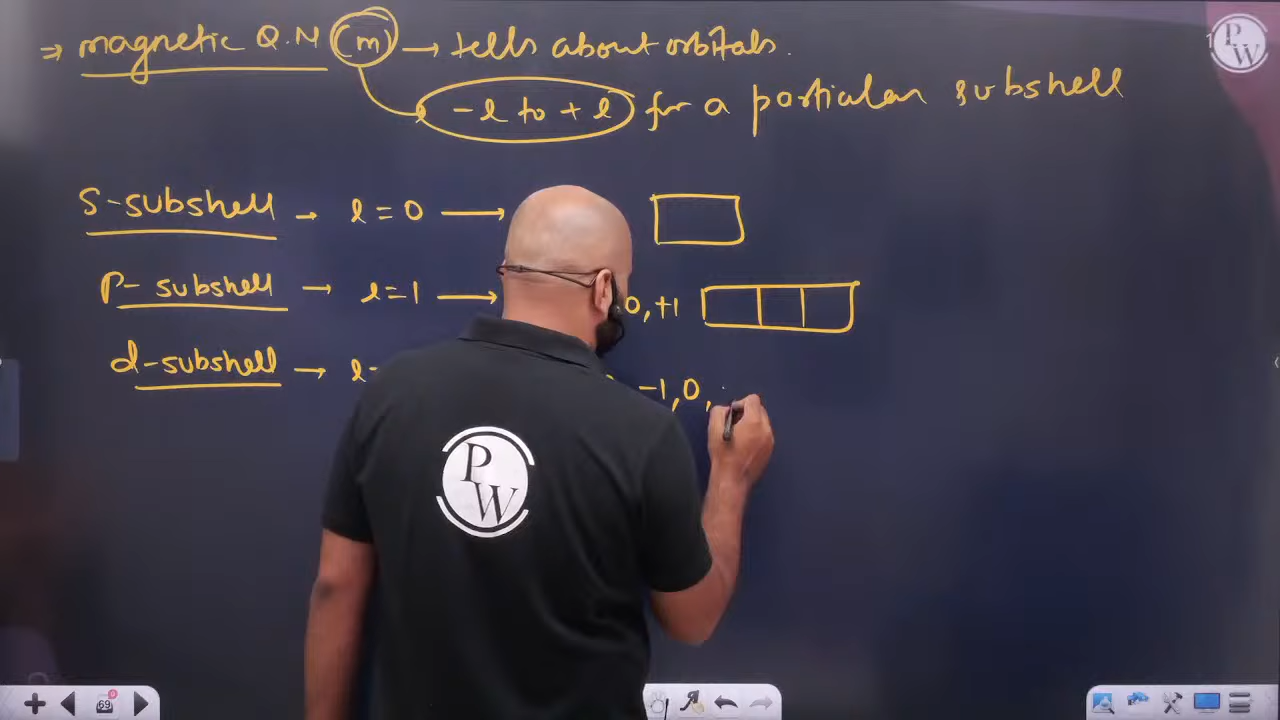 ⇒ magnetic Q.N (m) → tells about orbitals.
-l to + l for a particular subshell
S-subshell → l = 0 →
P- subshell → l = 1 → 0, +1
d-subshell → l -1, 0,
PW
PW
69